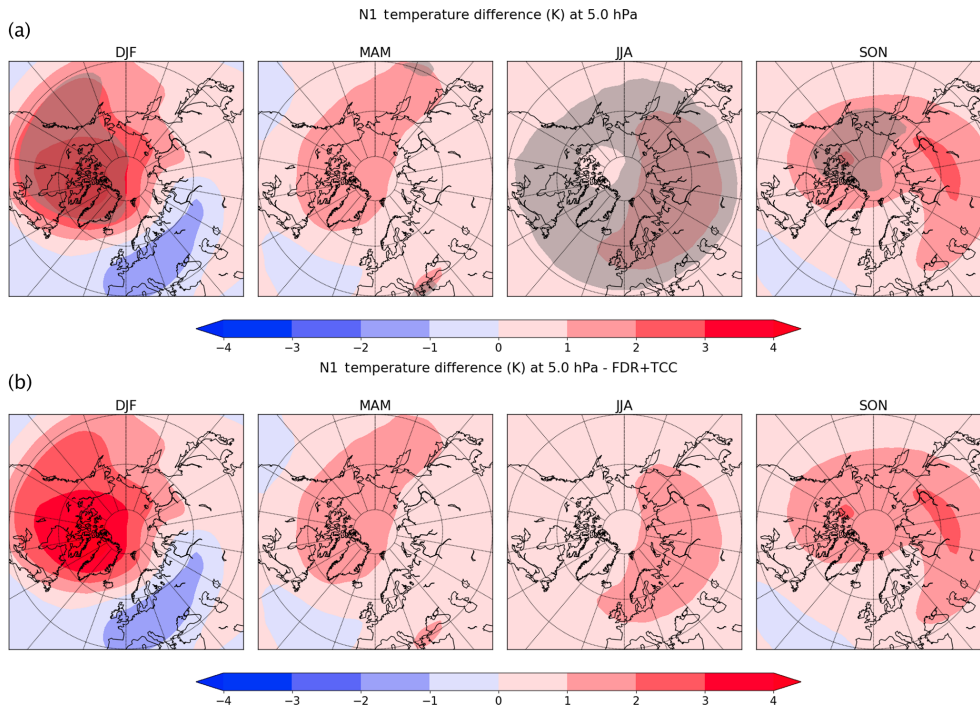 N1 temperature difference (K) at 5.0 hPa
(a)
DJF MAM JJA SON
−4 −3 −2 −1 0 1 2 3 4
N1 temperature difference (K) at 5.0 hPa - FDR+TCC
(b)
DJF MAM JJA SON
−4 −3 −2 −1 0 1 2 3 4